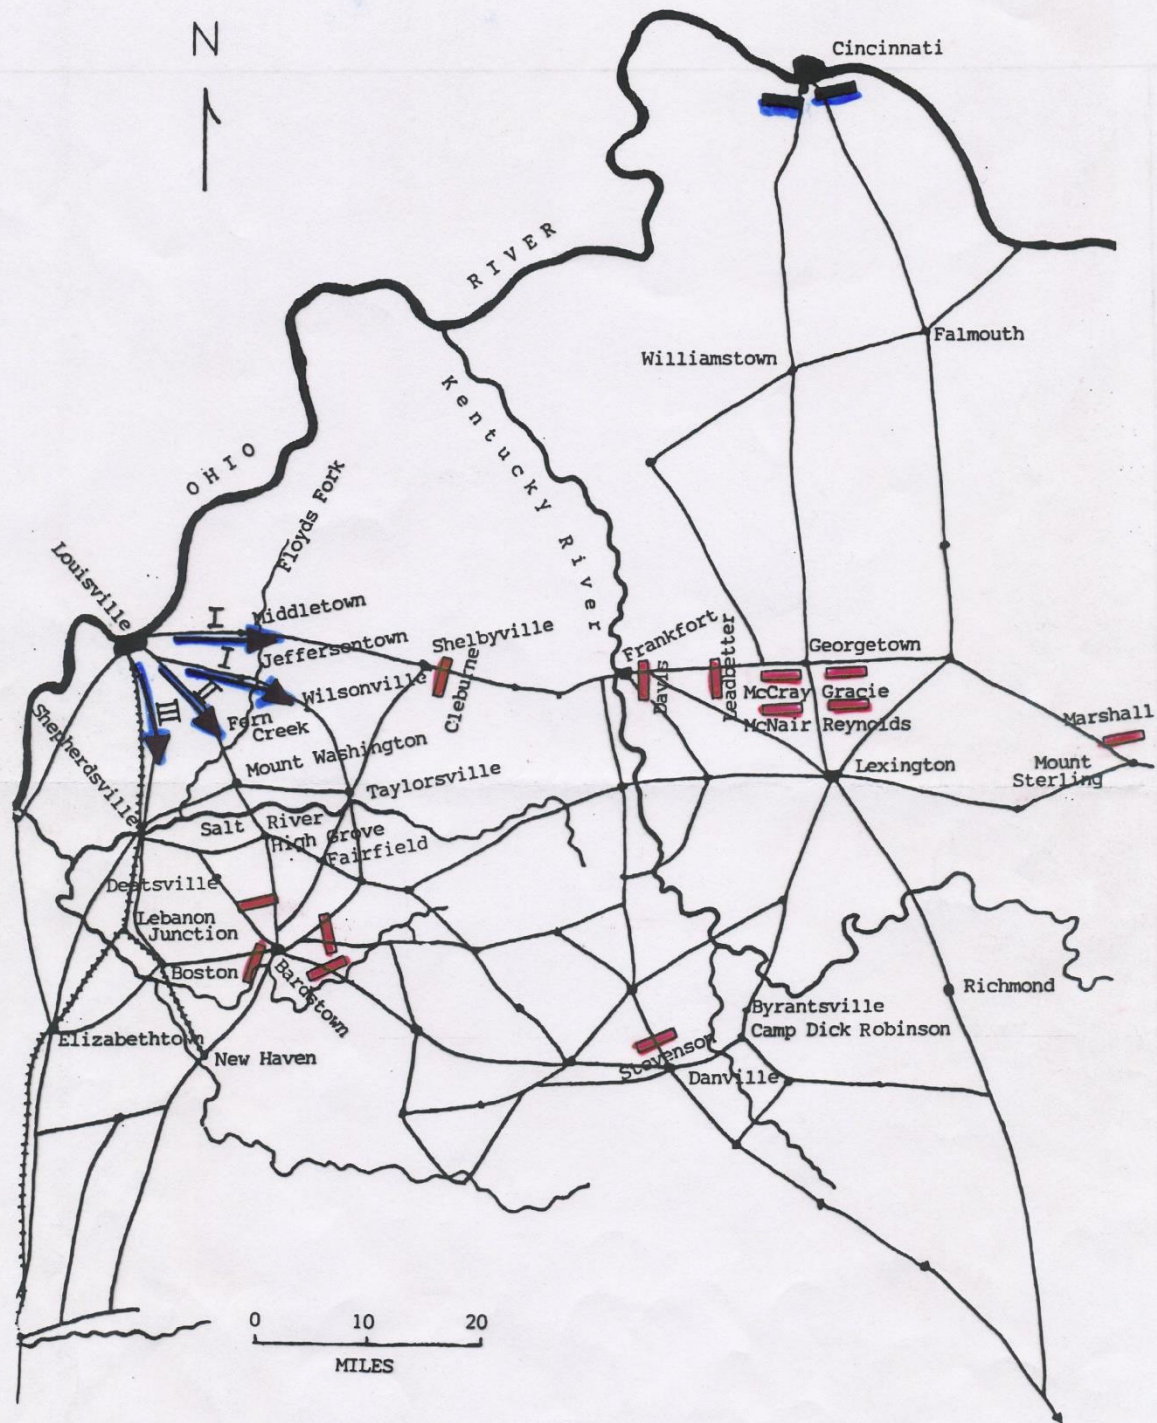 N
Cincinnati
RIVER
Falmouth
Williamstown
Kentucky River
OHIO
Floyds Fork
Louisville
I
Middletown
Jeffersontown
Shelbyville
Frankfort
Georgetown
I
Wilsonville
Cleburne
Davis
Leadbetter
McCray
Gracie
McNair
Reynolds
Marshall
II
III
Fern
Creek
Shepherdsville
Mount Washington
Lexington
Mount
Sterling
Taylorsville
Salt River
High Grove
Fairfield
Deatsville
Lebanon
Junction
Boston
Bardstown
Richmond
Byrantsville
Camp Dick Robinson
Elizabethtown
New Haven
Stevenson
Danville
0 10 20
MILES